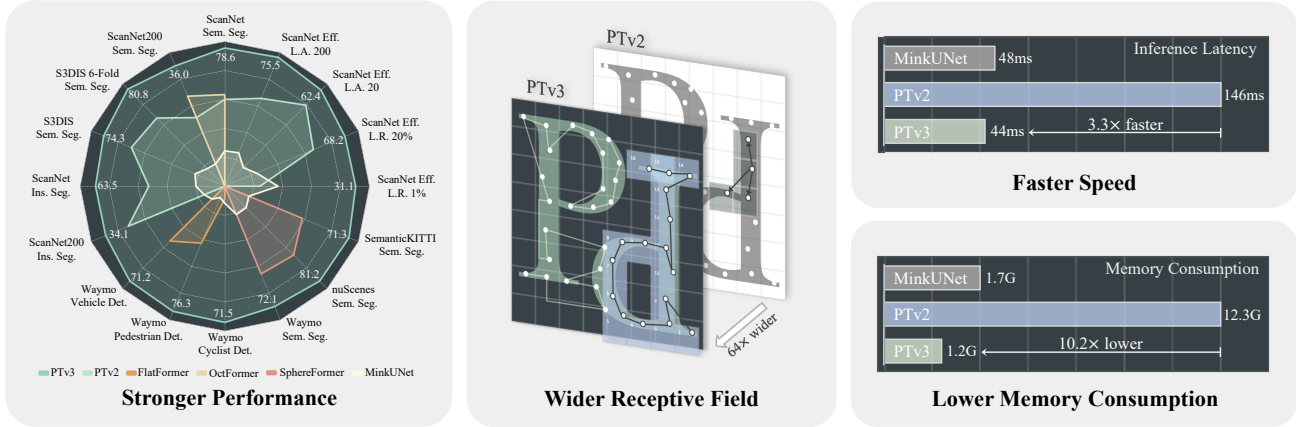 ScanNet
Sem. Seg.
78.6
ScanNet Eff.
L.A. 200
75.5
ScanNet Eff.
L.A. 20
62.4
ScanNet Eff.
L.R. 20%
68.2
ScanNet Eff.
L.R. 1%
31.1
SemanticKITTI
Sem. Seg.
71.3
nuScenes
Sem. Seg.
81.2
Waymo
Sem. Seg.
72.1
Waymo
Cyclist Det.
71.5
Waymo
Pedestrian Det.
76.3
Waymo
Vehicle Det.
71.2
ScanNet200
Ins. Seg.
34.1
ScanNet
Ins. Seg.
63.5
S3DIS
Sem. Seg.
74.3
S3DIS 6-Fold
Sem. Seg.
80.8
ScanNet200
Sem. Seg.
36.0
PTv3 PTv2 FlatFormer OctFormer SphereFormer MinkUNet
Stronger Performance
PTv2
PTv3
P d
P d
64× wider
Wider Receptive Field
Inference Latency
MinkUNet 48ms
PTv2 146ms
PTv3 44ms 3.3× faster
Faster Speed
Memory Consumption
MinkUNet 1.7G
PTv2 12.3G
PTv3 1.2G 10.2× lower
Lower Memory Consumption